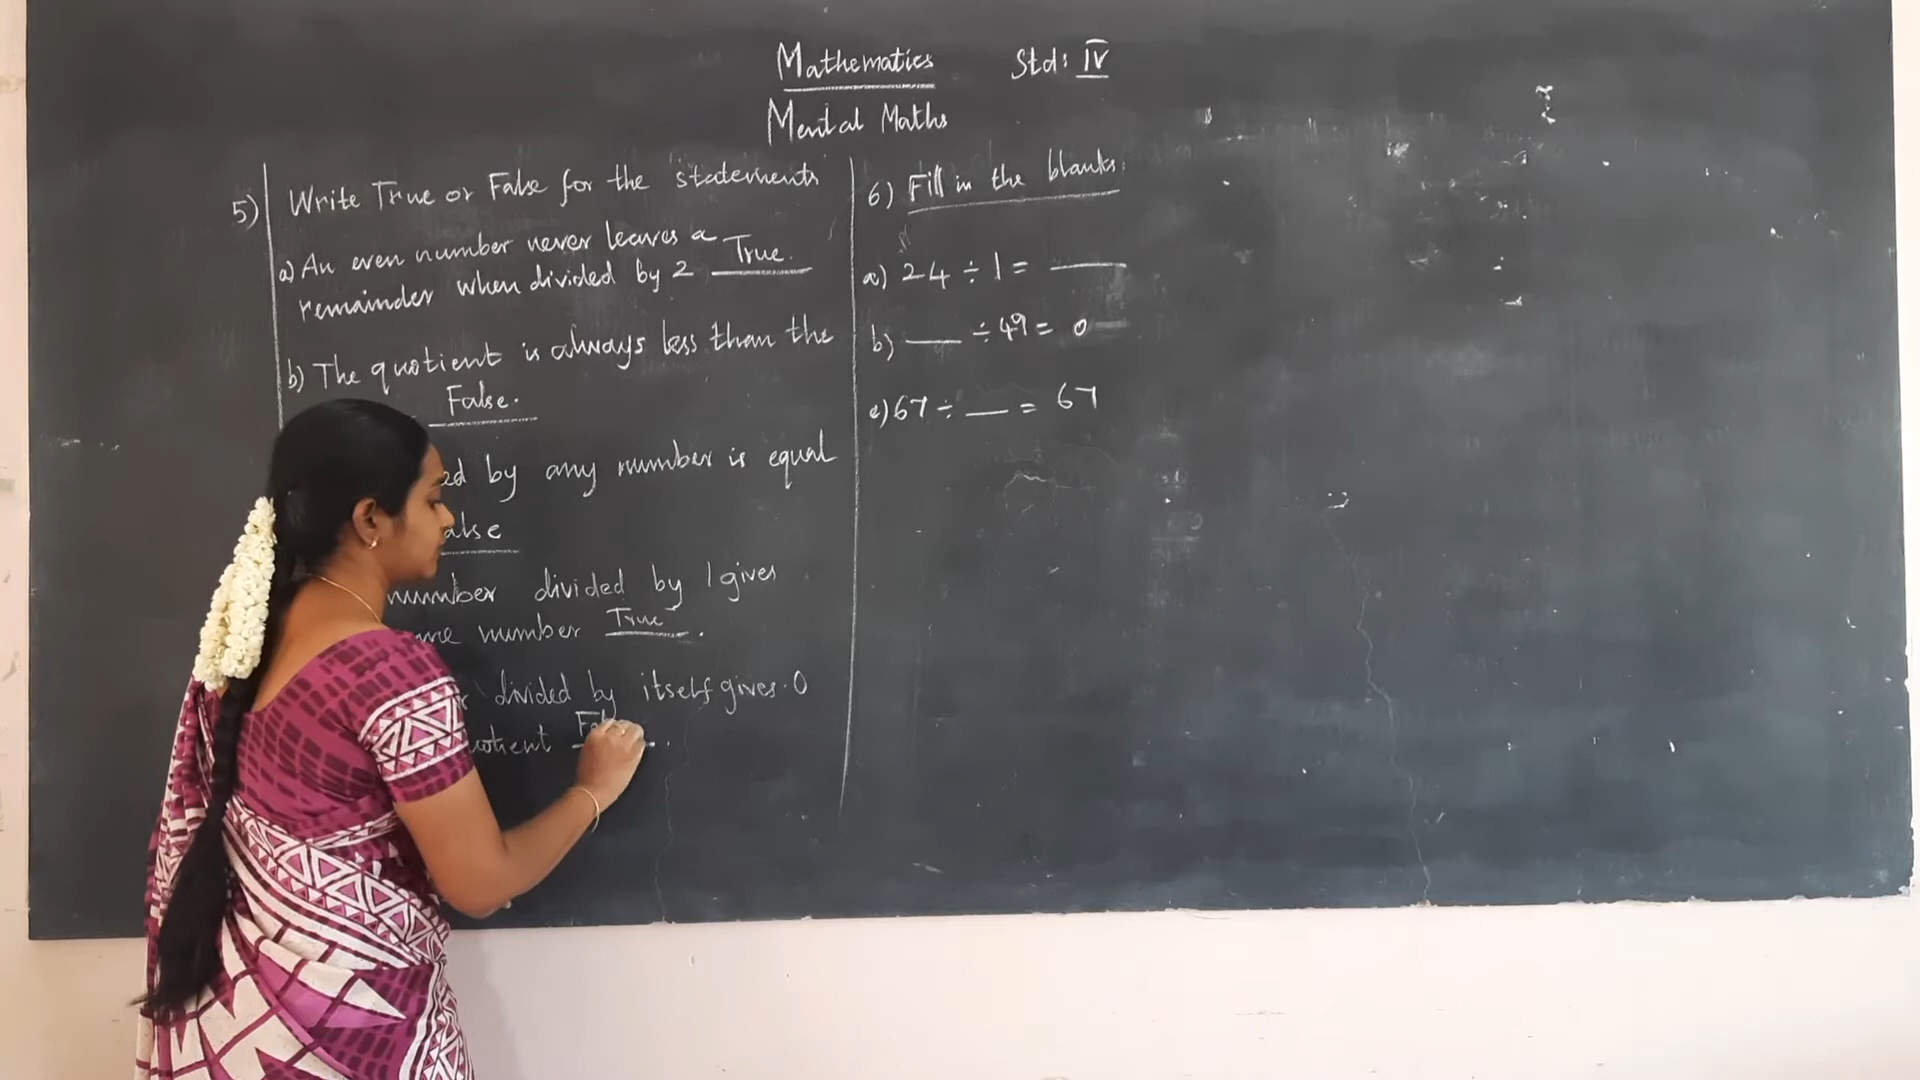 Mathematics Std: IV
Mental Maths
5) Write True or False for the statements
a) An even number never leaves a
remainder when divided by 2 True.
b) The quotient is always less than the
False.
by any number is equal
number divided by 1 gives
number True.
divided by itself gives. 0
6) Fill in the blanks:
a) 24 ÷ 1 = ____
b) ____ ÷ 49 = 0
c) 67 ÷ ____ = 67